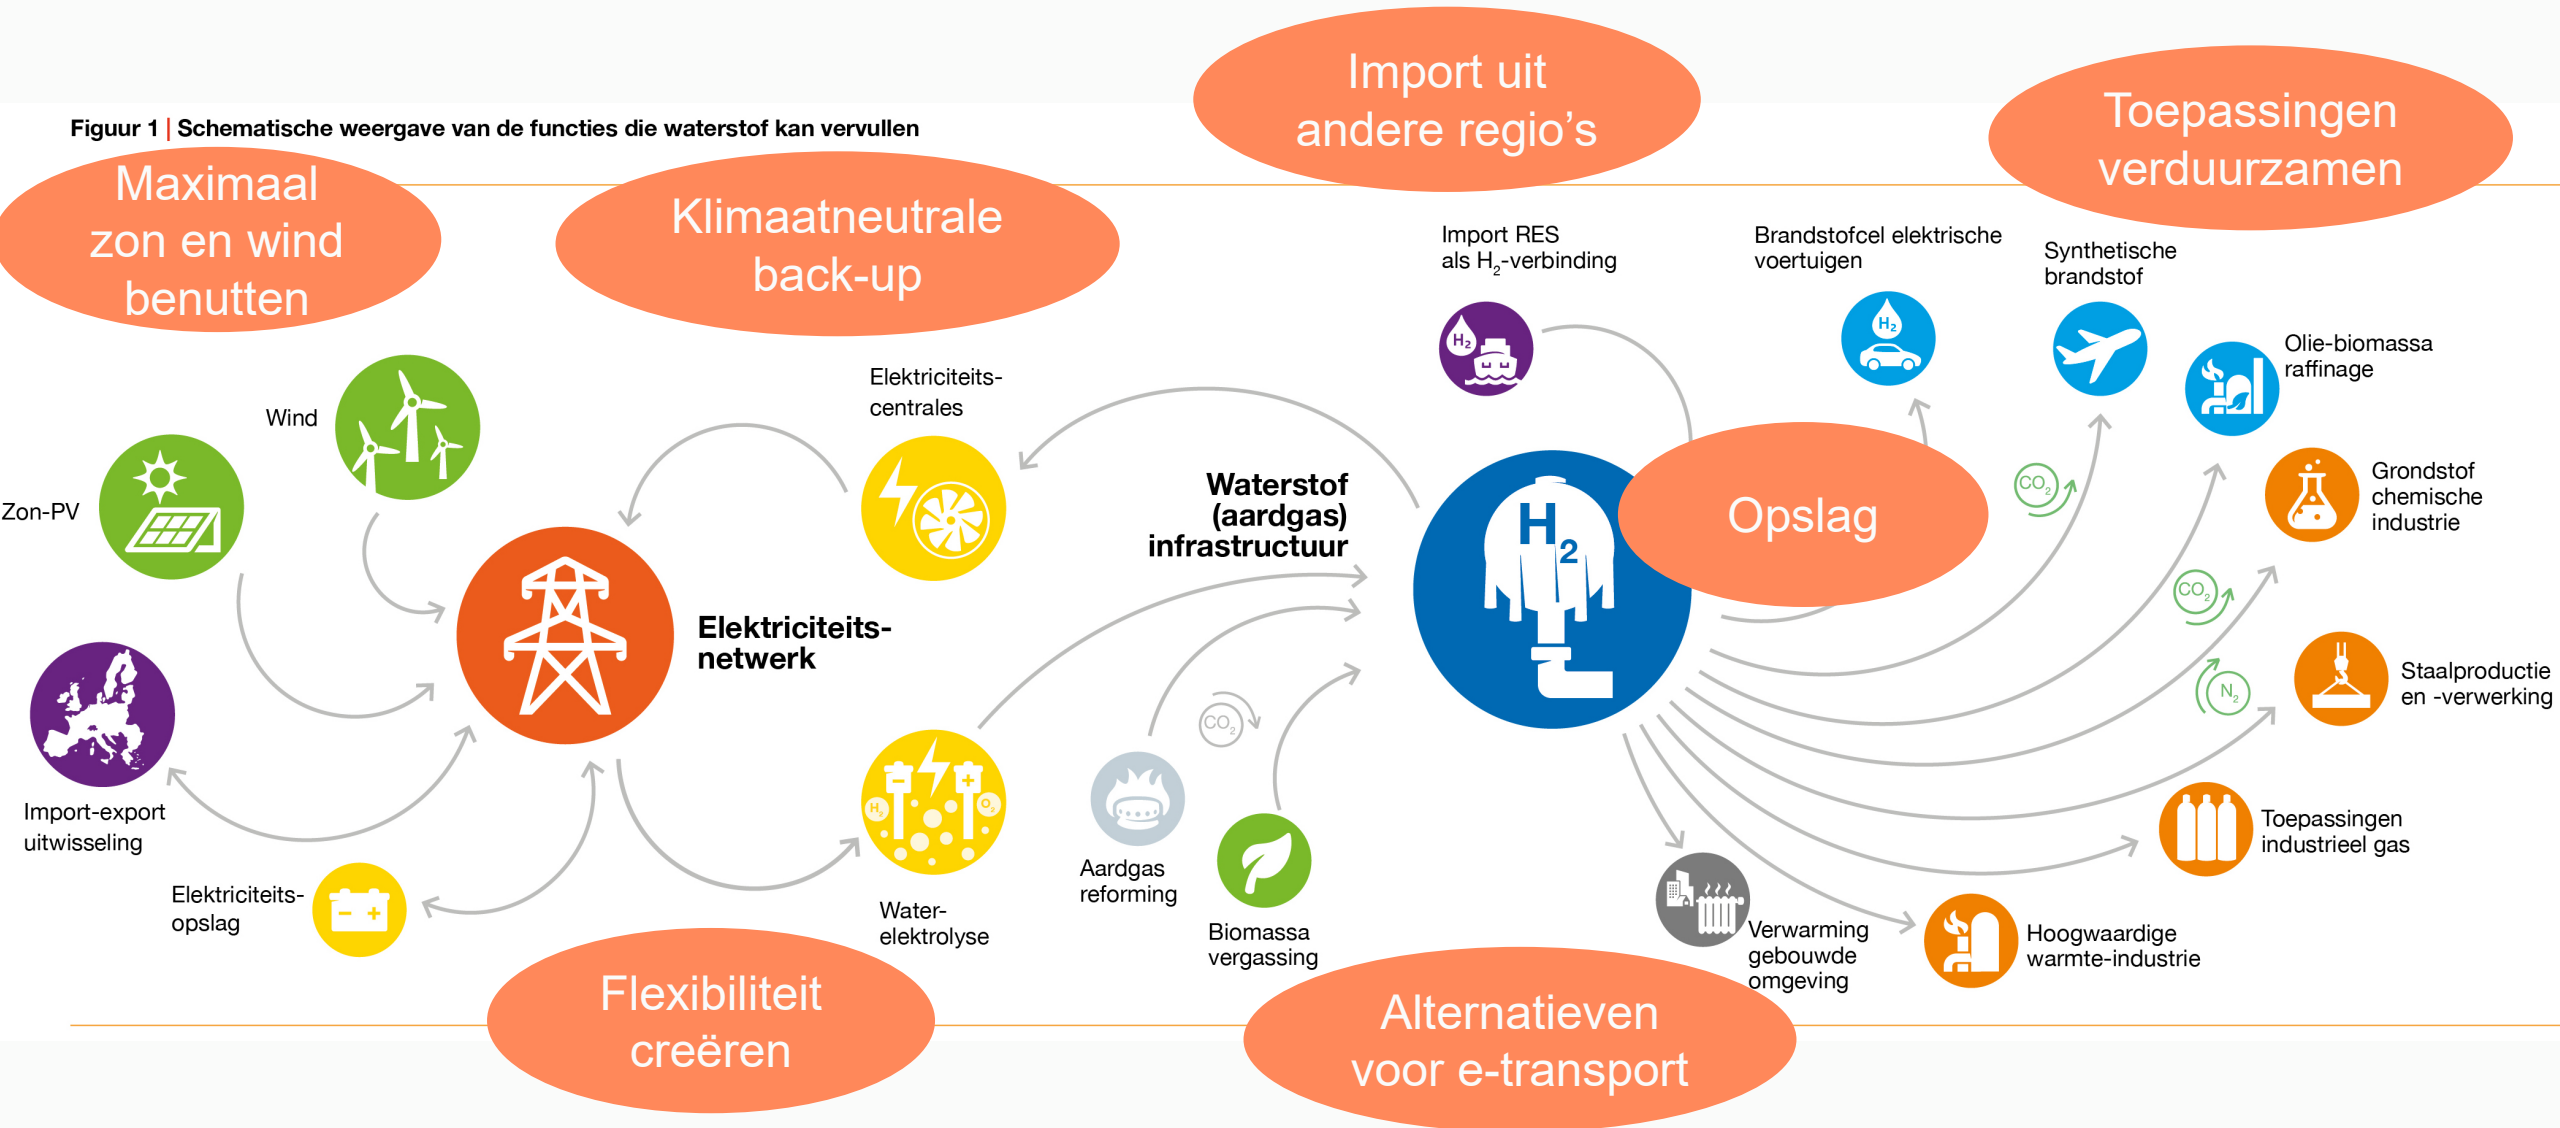 Import uit
andere regio’s
Toepassingen
verduurzamen
Figuur 1 | Schematische weergave van de functies die waterstof kan vervullen
Maximaal
zon en wind
benutten
Klimaatneutrale
back-up
Import RES
als H₂-verbinding
Brandstofcel elektrische
voertuigen
Synthetische
brandstof
H₂
H₂
Olie-biomassa
raffinage
Wind
Elektriciteits-
centrales
Zon-PV
Waterstof
(aardgas)
infrastructuur
H₂
Opslag
CO₂
Grondstof
chemische
industrie
Elektriciteits-
netwerk
CO₂
N₂
Staalproductie
en -verwerking
CO₂
Import-export
uitwisseling
H₂
O₂
Elektriciteits-
opslag
Water-
elektrolyse
Aardgas
reforming
Biomassa
vergassing
Toepassingen
industrieel gas
Verwarming
gebouwde
omgeving
Hoogwaardige
warmte-industrie
Flexibiliteit
creëren
Alternatieven
voor e-transport